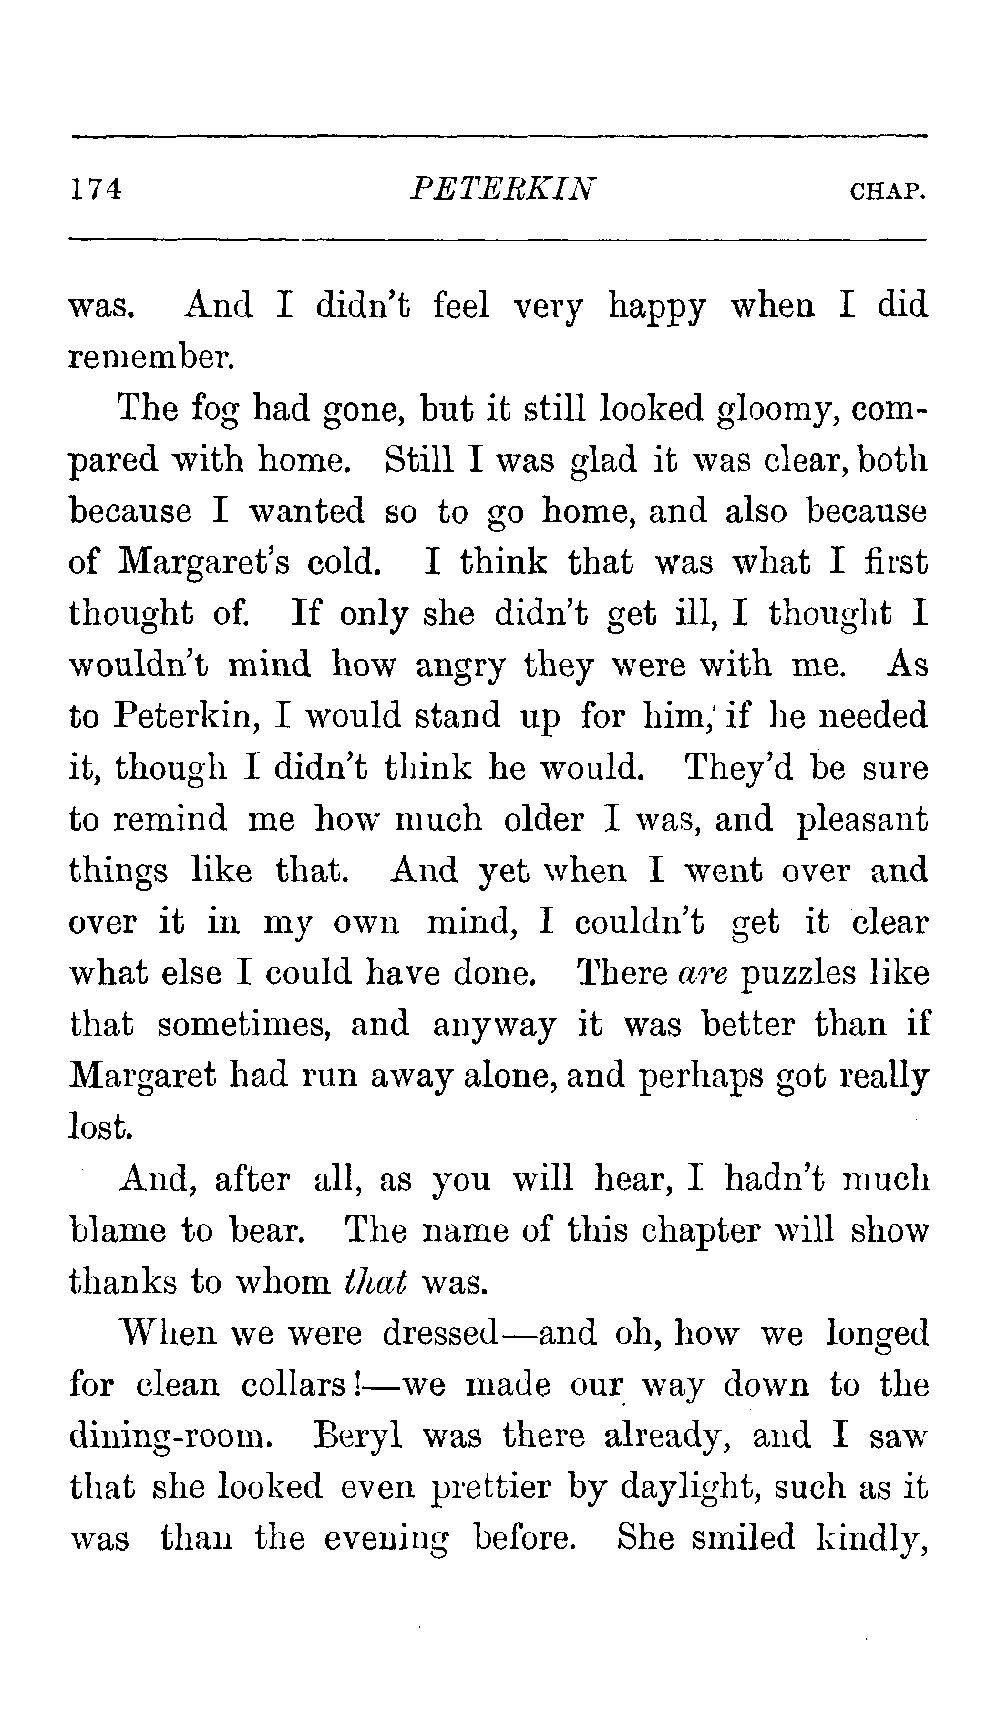 174 PETERKIN CHAP.
was. And I didn't feel very happy when I did
remember.
The fog had gone, but it still looked gloomy, com-
pared with home. Still I was glad it was clear, both
because I wanted so to go home, and also because
of Margaret's cold. I think that was what I first
thought of. If only she didn't get ill, I thought I
wouldn't mind how angry they were with me. As
to Peterkin, I would stand up for him, if he needed
it, though I didn't think he would. They'd be sure
to remind me how much older I was, and pleasant
things like that. And yet when I went over and
over it in my own mind, I couldn't get it clear
what else I could have done. There are puzzles like
that sometimes, and anyway it was better than if
Margaret had run away alone, and perhaps got really
lost.
And, after all, as you will hear, I hadn't much
blame to bear. The name of this chapter will show
thanks to whom that was.
When we were dressed—and oh, how we longed
for clean collars!—we made our way down to the
dining-room. Beryl was there already, and I saw
that she looked even prettier by daylight, such as it
was than the evening before. She smiled kindly,